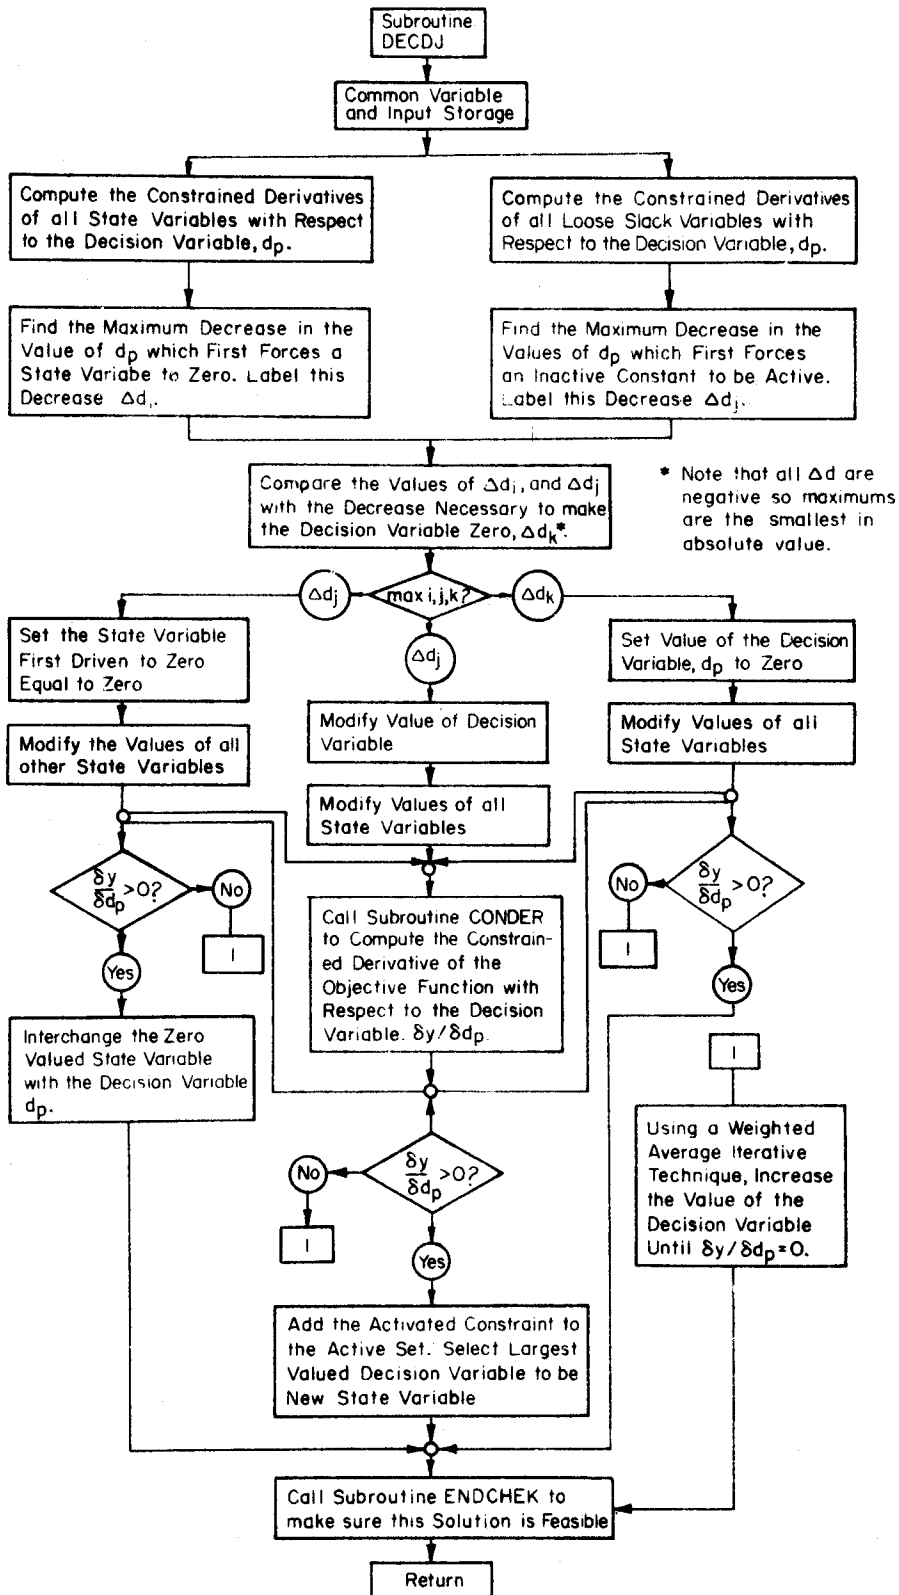 Subroutine
DECDJ
Common Variable
and Input Storage
Compute the Constrained Derivatives
of all State Variables with Respect
to the Decision Variable, dp.
Compute the Constrained Derivatives
of all Loose Slack Variables with
Respect to the Decision Variable, dp.
Find the Maximum Decrease in the
Value of dp which First Forces a
State Variabe to Zero. Label this
Decrease Δd.
Find the Maximum Decrease in the
Values of dp which First Forces
an Inactive Constant to be Active.
Label this Decrease Δdj.
* Note that all Δd are
negative so maximums
are the smallest in
absolute value.
Compare the Values of Δdi, and Δdj
with the Decrease Necessary to make
the Decision Variable Zero, Δdk*.
Δdj
max i,j,k?
Δdk
Δdj
Set the State Variable
First Driven to Zero
Equal to Zero
Modify the Values of all
other State Variables
Modify Value of Decision
Variable
Modify Values of all
State Variables
Set Value of the Decision
Variable, dp to Zero
Modify Values of all
State Variables
δy/δdp >0?
No
I
Yes
Interchange the Zero
Valued State Variable
with the Decision Variable
dp.
Call Subroutine CONDER
to Compute the Constrain-
ed Derivative of the
Objective Function with
Respect to the Decision
Variable. δy/δdp.
δy/δdp >0?
No
I
Yes
δy/δdp >0?
No
I
Yes
Add the Activated Constraint to
the Active Set. Select Largest
Valued Decision Variable to be
New State Variable
I
Using a Weighted
Average Iterative
Technique, Increase
the Value of the
Decision Variable
Until δy/δdp=0.
Call Subroutine ENDCHEK to
make sure this Solution is Feasible
Return